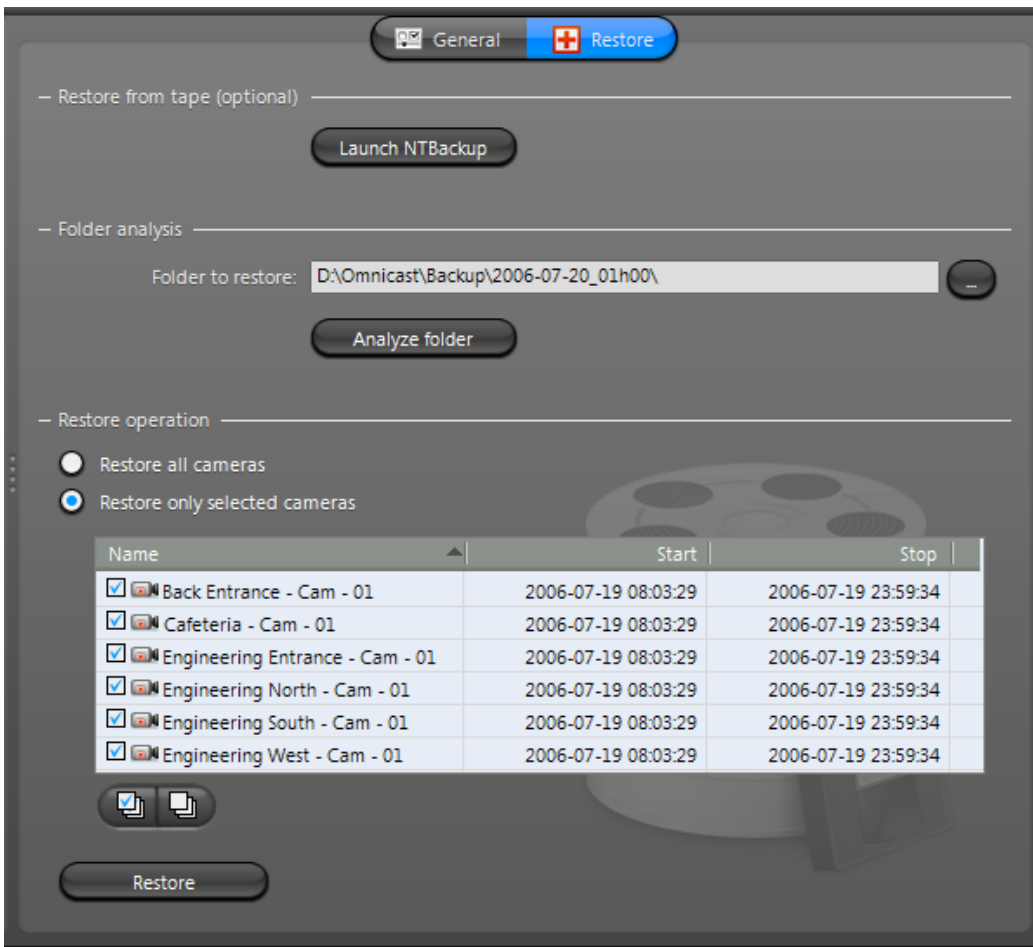 General Restore
Restore from tape (optional)
Launch NTBackup
Folder analysis
Folder to restore: D:\Omnicast\Backup\2006-07-20_01h00\ ...
Analyze folder
Restore operation
Restore all cameras
Restore only selected cameras
Name Start Stop
Back Entrance - Cam - 01 2006-07-19 08:03:29 2006-07-19 23:59:34
Cafeteria - Cam - 01 2006-07-19 08:03:29 2006-07-19 23:59:34
Engineering Entrance - Cam - 01 2006-07-19 08:03:29 2006-07-19 23:59:34
Engineering North - Cam - 01 2006-07-19 08:03:29 2006-07-19 23:59:34
Engineering South - Cam - 01 2006-07-19 08:03:29 2006-07-19 23:59:34
Engineering West - Cam - 01 2006-07-19 08:03:29 2006-07-19 23:59:34
Restore